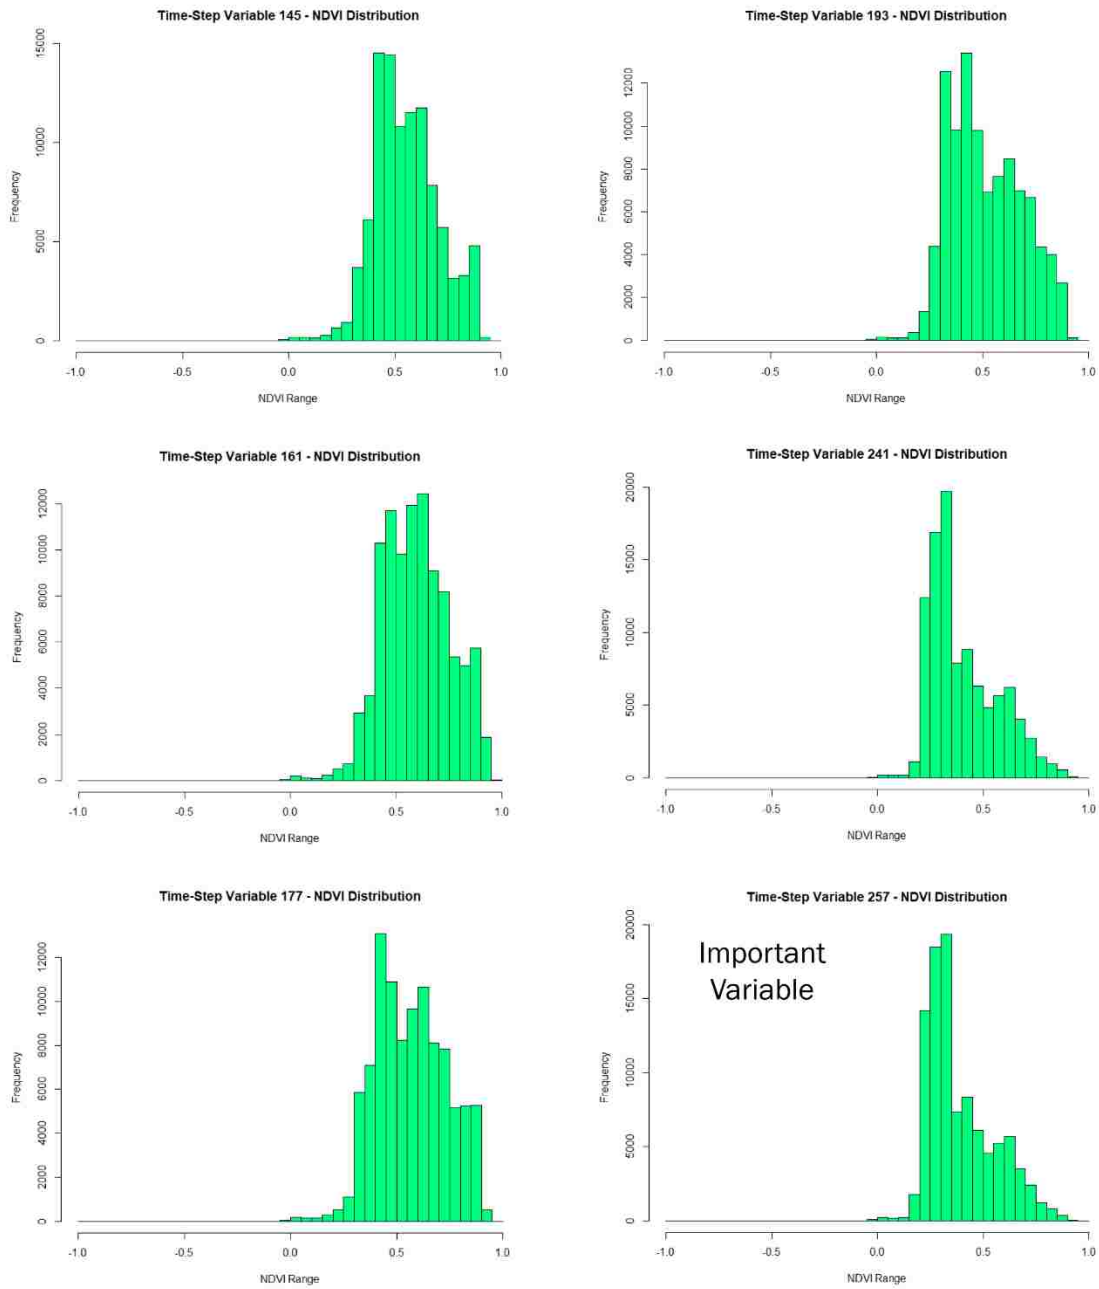 Time-Step Variable 145 - NDVI Distribution
15000
10000
5000
0
Frequency
-1.0 -0.5 0.0 0.5 1.0
NDVI Range
Time-Step Variable 193 - NDVI Distribution
12000
10000
8000
6000
4000
2000
0
Frequency
-1.0 -0.5 0.0 0.5 1.0
NDVI Range
Time-Step Variable 161 - NDVI Distribution
12000
10000
8000
6000
4000
2000
0
Frequency
-1.0 -0.5 0.0 0.5 1.0
NDVI Range
Time-Step Variable 241 - NDVI Distribution
20000
15000
10000
5000
0
Frequency
-1.0 -0.5 0.0 0.5 1.0
NDVI Range
Time-Step Variable 177 - NDVI Distribution
12000
10000
8000
6000
4000
2000
0
Frequency
-1.0 -0.5 0.0 0.5 1.0
NDVI Range
Time-Step Variable 257 - NDVI Distribution
Important
Variable
20000
15000
10000
5000
0
Frequency
-1.0 -0.5 0.0 0.5 1.0
NDVI Range